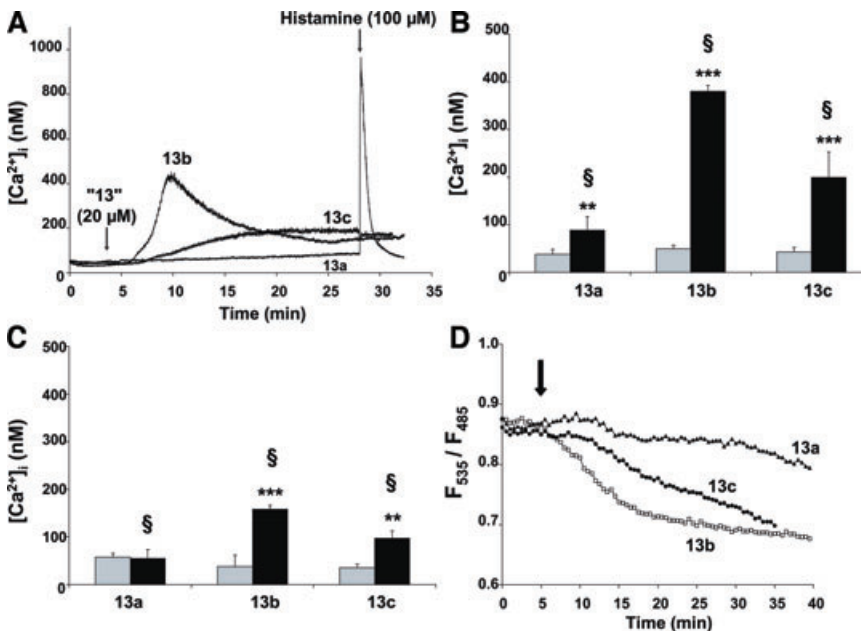 A
Histamine (100 µM)
[Ca²⁺]ᵢ (nM)
1000
800
600
400
200
0
"13"
(20 µM)
13b
13c
13a
0 5 10 15 20 25 30 35
Time (min)
B
[Ca²⁺]ᵢ (nM)
500
400
300
200
100
0
§
**
§
***
§
***
13a 13b 13c
C
[Ca²⁺]ᵢ (nM)
500
400
300
200
100
0
§
§
***
§
**
13a 13b 13c
D
F₅₃₅ / F₄₈₅
1.0
0.9
0.8
0.7
0.6
13a
13c
13b
0 5 10 15 20 25 30 35 40
Time (min)